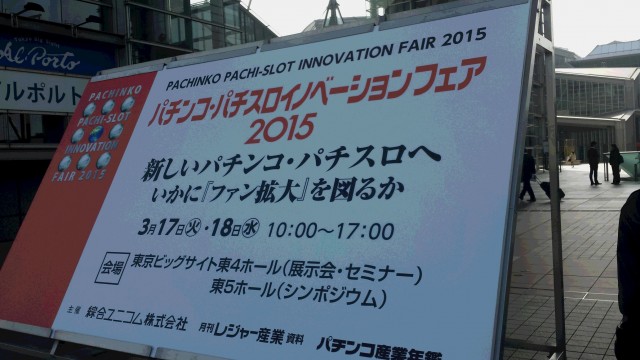 Al Porto
アルポルト
PACHINKO
PACHI-SLOT
INNOVATION
FAIR 2015
PACHINKO PACHI-SLOT INNOVATION FAIR 2015
パチンコ・パチスロイノベーションフェア
2015
新しいパチンコ・パチスロへ
いかに『ファン拡大』を図るか
3月17日火・18日水 10:00〜17:00
会場 東京ビッグサイト東4ホール(展示会・セミナー)
東5ホール(シンポジウム)
主催 綜合ユニコム株式会社 月刊レジャー産業資料 パチンコ産業年鑑